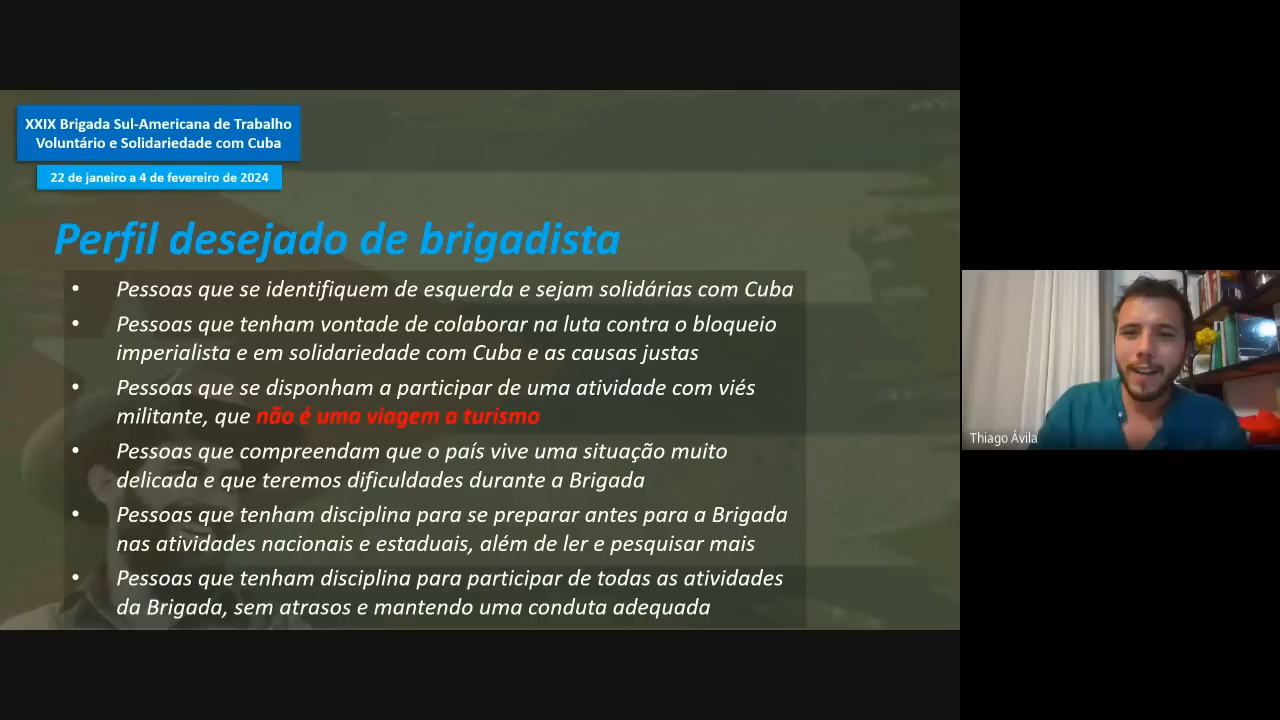 XXIX Brigada Sul-Americana de Trabalho
Voluntário e Solidariedade com Cuba
22 de janeiro a 4 de fevereiro de 2024
Perfil desejado de brigadista
• Pessoas que se identifiquem de esquerda e sejam solidárias com Cuba
• Pessoas que tenham vontade de colaborar na luta contra o bloqueio
imperialista e em solidariedade com Cuba e as causas justas
• Pessoas que se disponham a participar de uma atividade com viés
militante, que não é uma viagem a turismo
• Pessoas que compreendam que o país vive uma situação muito
delicada e que teremos dificuldades durante a Brigada
• Pessoas que tenham disciplina para se preparar antes para a Brigada
nas atividades nacionais e estaduais, além de ler e pesquisar mais
• Pessoas que tenham disciplina para participar de todas as atividades
da Brigada, sem atrasos e mantendo uma conduta adequada
Thiago Ávila